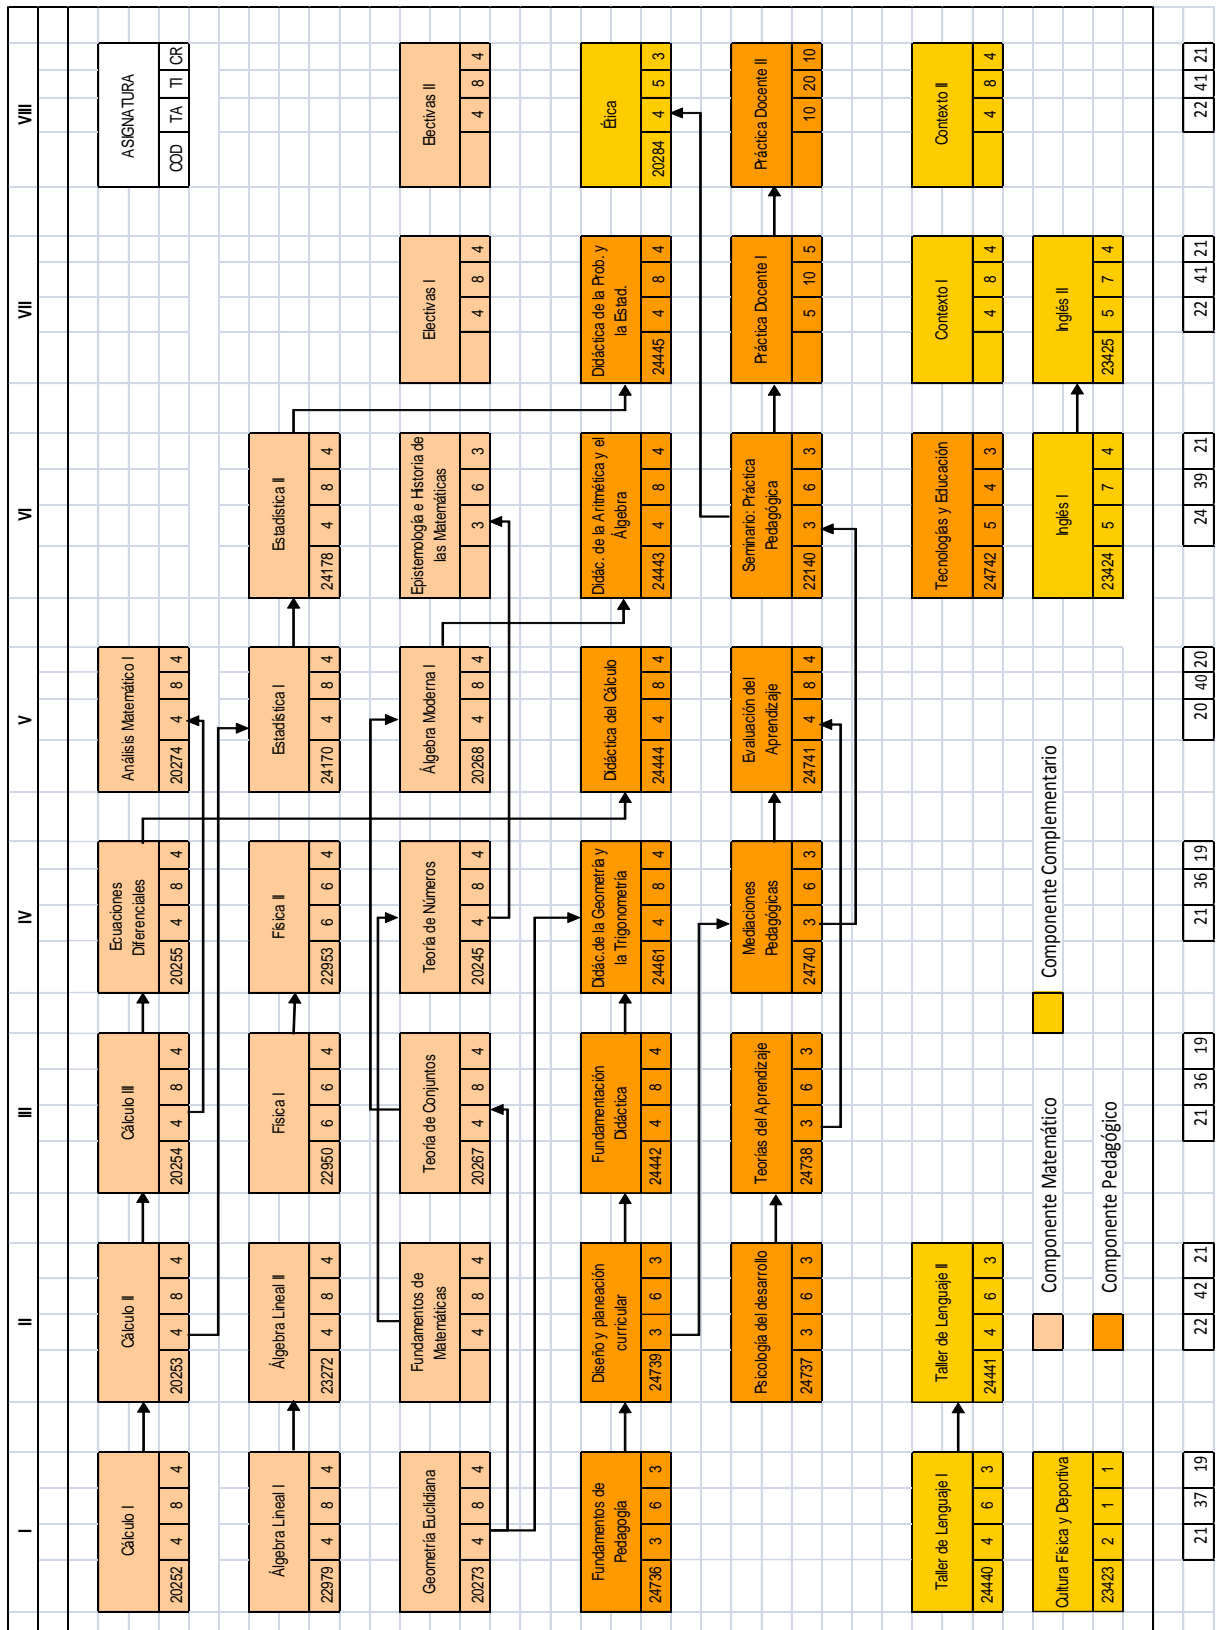 I
II
III
IV
V
VI
VII
VIII
Cálculo I
20252 4 8 4
Cálculo II
20253 4 8 4
Cálculo III
20254 4 8 4
Ecuaciones
Diferenciales
20255 4 8 4
Análisis Matemático I
20274 4 8 4
ASIGNATURA
COD TA TI CR
Álgebra Lineal I
22979 4 8 4
Álgebra Lineal II
23272 4 8 4
Física I
22950 6 6 4
Física II
22953 6 6 4
Estadística I
24170 4 8 4
Estadística II
24178 4 8 4
Geometría Euclidiana
20273 4 8 4
Fundamentos de
Matemáticas
4 8 4
Teoría de Conjuntos
20267 4 8 4
Teoría de Números
20245 4 8 4
Álgebra Moderna I
20268 4 8 4
Epistemología e Historia de
las Matemáticas
3 6 3
Electivas I
4 8 4
Electivas II
4 8 4
Fundamentos de
Pedagogía
24736 3 6 3
Diseño y planeación
curricular
24739 3 6 3
Fundamentación
Didáctica
24442 4 8 4
Didác.de la Geometría y
la Trigonometría
24461 4 8 4
Didáctica del Cálculo
24444 4 8 4
Didác. de la Aritmética y el
Álgebra
24443 4 8 4
Didáctica de la Prob. y
la Estad.
24445 4 8 4
Ética
20284 4 5 3
Psicología del desarrollo
24737 3 6 3
Teorías del Aprendizaje
24738 3 6 3
Mediaciones
Pedagógicas
24740 3 6 3
Evaluación del
Aprendizaje
24741 4 8 4
Seminario: Práctica
Pedagógica
22140 3 6 3
Práctica Docente I
5 10 5
Práctica Docente II
10 20 10
Taller de Lenguaje I
24440 4 6 3
Taller de Lenguaje II
24441 4 6 3
Tecnologías y Educación
24742 5 4 3
Contexto I
4 8 4
Contexto II
4 8 4
Cultura Física y Deportiva
23423 2 1 1
Inglés I
23424 5 7 4
Inglés II
23425 5 7 4
Componente Matemático
Componente Complementario
Componente Pedagógico
21 37 19
22 42 21
21 36 19
21 36 19
20 40 20
24 39 21
22 41 21
22 41 21